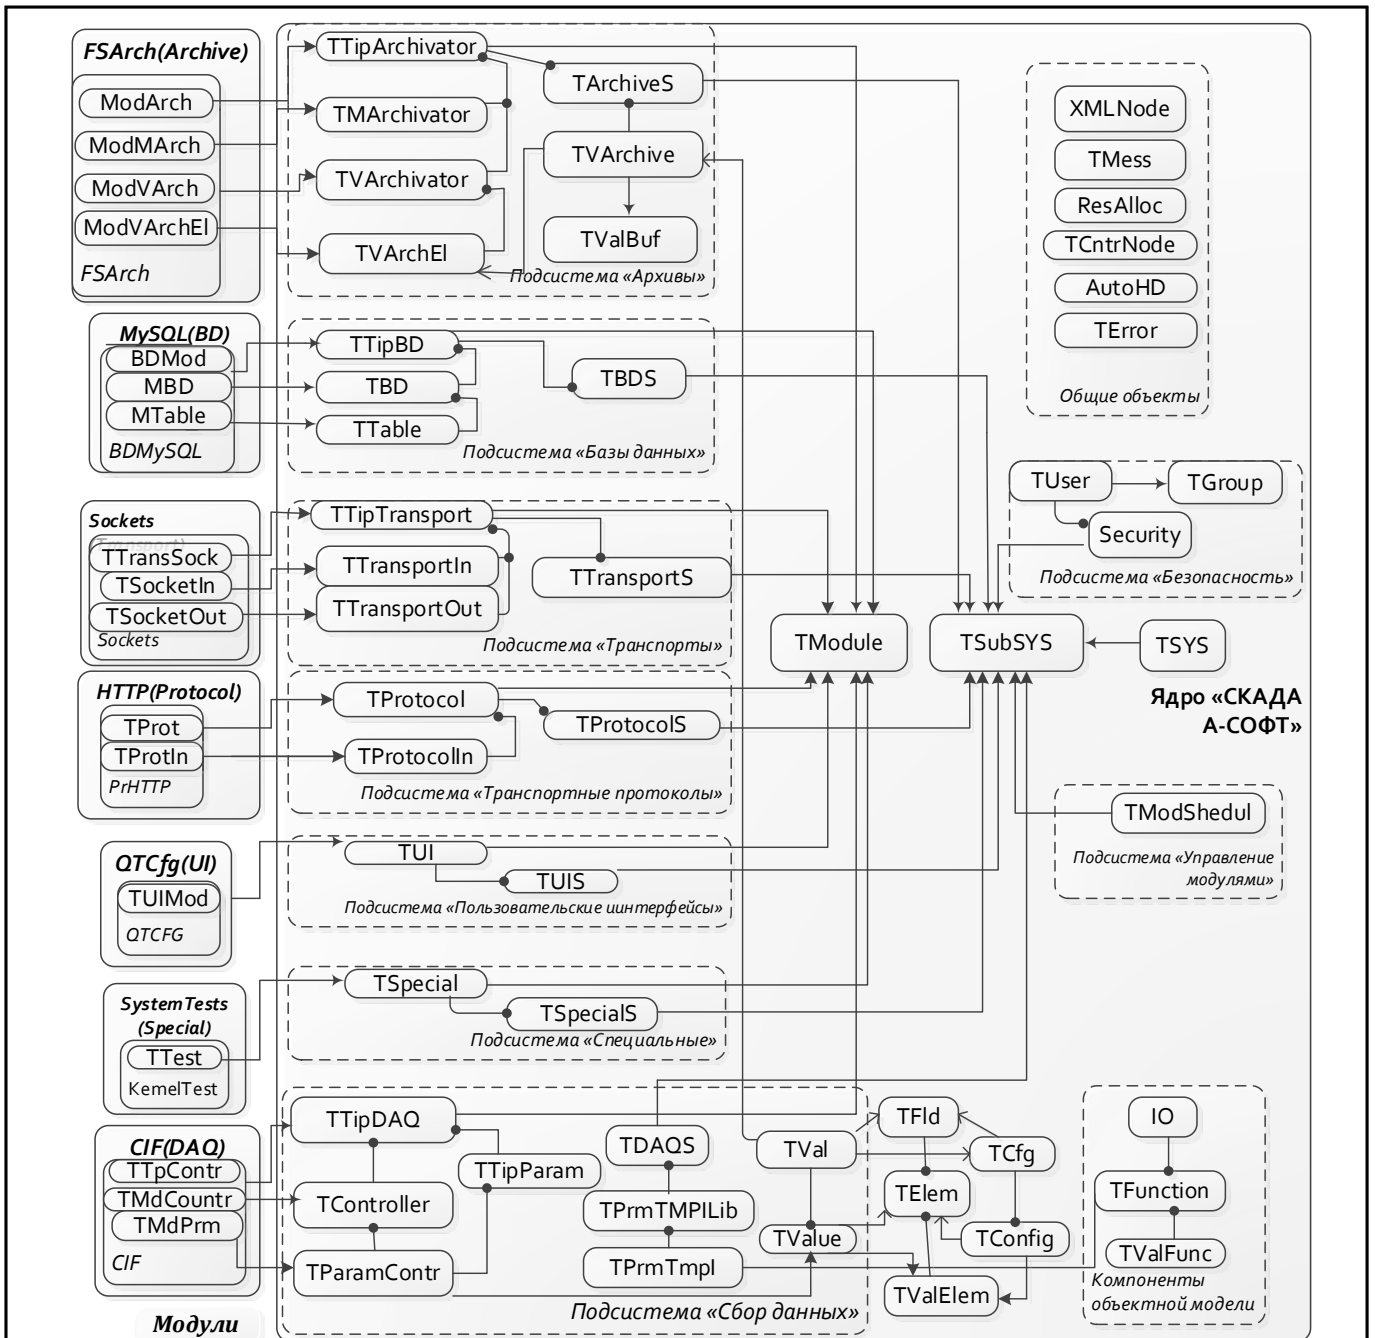 FSArch(Archive)
ModArch
ModMArch
ModVArch
ModVArchEl
FSArch
TTipArchivator
TMArchivator
TVArchivator
TVArchEl
TArchiveS
TVArchive
TValBuf
Подсистема «Архивы»
XMLNode
TMess
ResAlloc
TCntrNode
AutoHD
TError
Общие объекты
MySQL(BD)
BDMod
MBD
MTable
BDMySQL
TTipBD
TBD
TTable
TBDS
Подсистема «Базы данных»
TUser
TGroup
Security
Подсистема «Безопасность»
Sockets
(Transport)
TTransSock
TSocketIn
TSocketOut
Sockets
TTipTransport
TTransportIn
TTransportOut
TTransportS
Подсистема «Транспорты»
TModule
TSubSYS
TSYS
Ядро «СКАДА
А-СОФТ»
HTTP(Protocol)
TProt
TProtIn
PrHTTP
TProtocol
TProtocolIn
TProtocolS
Подсистема «Транспортные протоколы»
TModShedul
Подсистема «Управление
модулями»
QTCfg(UI)
TUIMod
QTCFG
TUI
TUIS
Подсистема «Пользовательские шинтерфейсы»
SystemTests
(Special)
TTest
KemelTest
TSpecial
TSpecialS
Подсистема «Специальные»
CIF(DAQ)
TTpContr
TMdCountr
TMdPrm
CIF
TTipDAQ
TTipParam
TController
TParamContr
TDAQS
TPrmTMPILib
TPrmTmpl
TVal
TValue
Подсистема «Сбор данных»
TFld
TCfg
TElem
TConfig
TValElem
IO
TFunction
TValFunc
Компоненты
объектной модели
Модули